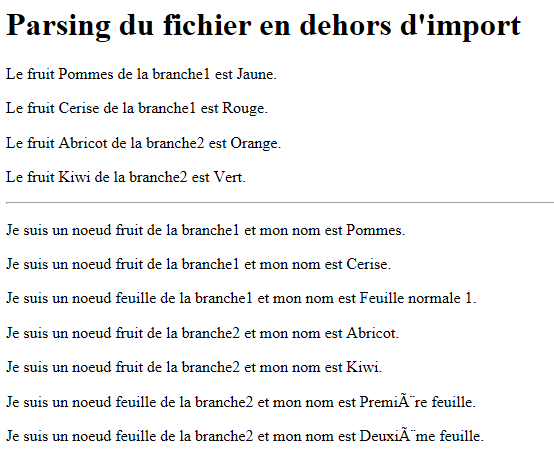 Parsing du fichier en dehors d'import
Le fruit Pommes de la branche1 est Jaune.
Le fruit Cerise de la branche1 est Rouge.
Le fruit Abricot de la branche2 est Orange.
Le fruit Kiwi de la branche2 est Vert.
Je suis un noeud fruit de la branche1 et mon nom est Pommes.
Je suis un noeud fruit de la branche1 et mon nom est Cerise.
Je suis un noeud feuille de la branche1 et mon nom est Feuille normale 1.
Je suis un noeud fruit de la branche2 et mon nom est Abricot.
Je suis un noeud fruit de la branche2 et mon nom est Kiwi.
Je suis un noeud feuille de la branche2 et mon nom est PremiÃ¨re feuille.
Je suis un noeud feuille de la branche2 et mon nom est DeuxiÃ¨me feuille.